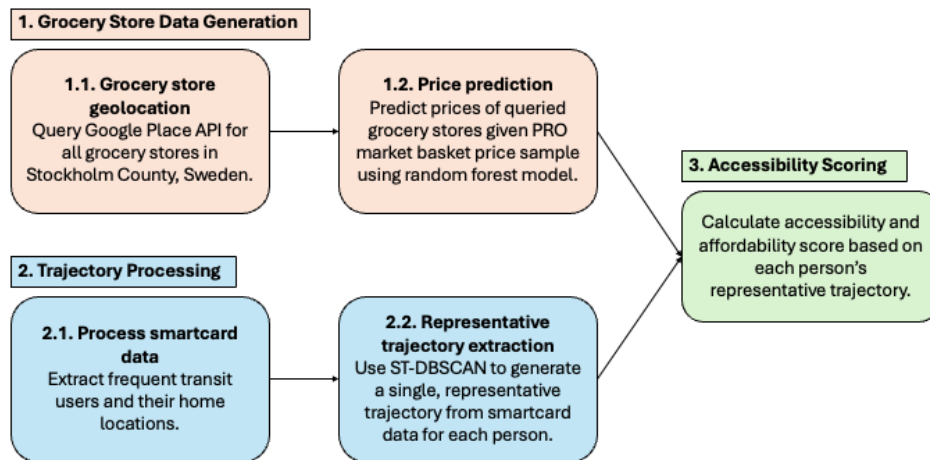 1. Grocery Store Data Generation
1.1. Grocery store
geolocation
Query Google Place API for
all grocery stores in
Stockholm County, Sweden.
1.2. Price prediction
Predict prices of queried
grocery stores given PRO
market basket price sample
using random forest model.
3. Accessibility Scoring
Calculate accessibility and
affordability score based on
each person’s
representative trajectory.
2. Trajectory Processing
2.1. Process smartcard
data
Extract frequent transit
users and their home
locations.
2.2. Representative
trajectory extraction
Use ST-DBSCAN to generate
a single, representative
trajectory from smartcard
data for each person.